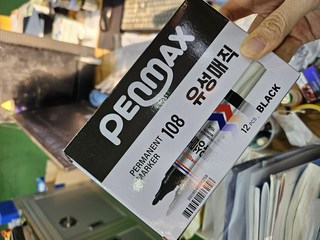 PENMAX
PERMANENT
MARKER
108
유성매직
12 pcs
BLACK